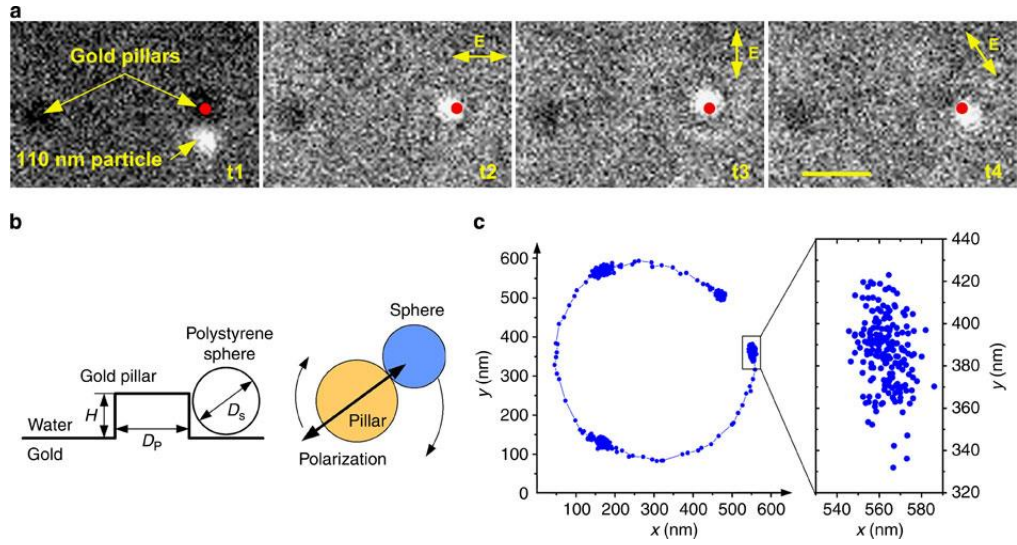 a
Gold pillars
110 nm particle
t1
E
t2
E
t3
E
t4
b
Polystyrene
sphere
Gold pillar
H
D_S
Water
D_P
Gold
Sphere
Pillar
Polarization
c
y (nm)
600
500
400
300
200
100
0
100 200 300 400 500 600
x (nm)
440
420
400
380
360
340
320
y (nm)
540 560 580
x (nm)